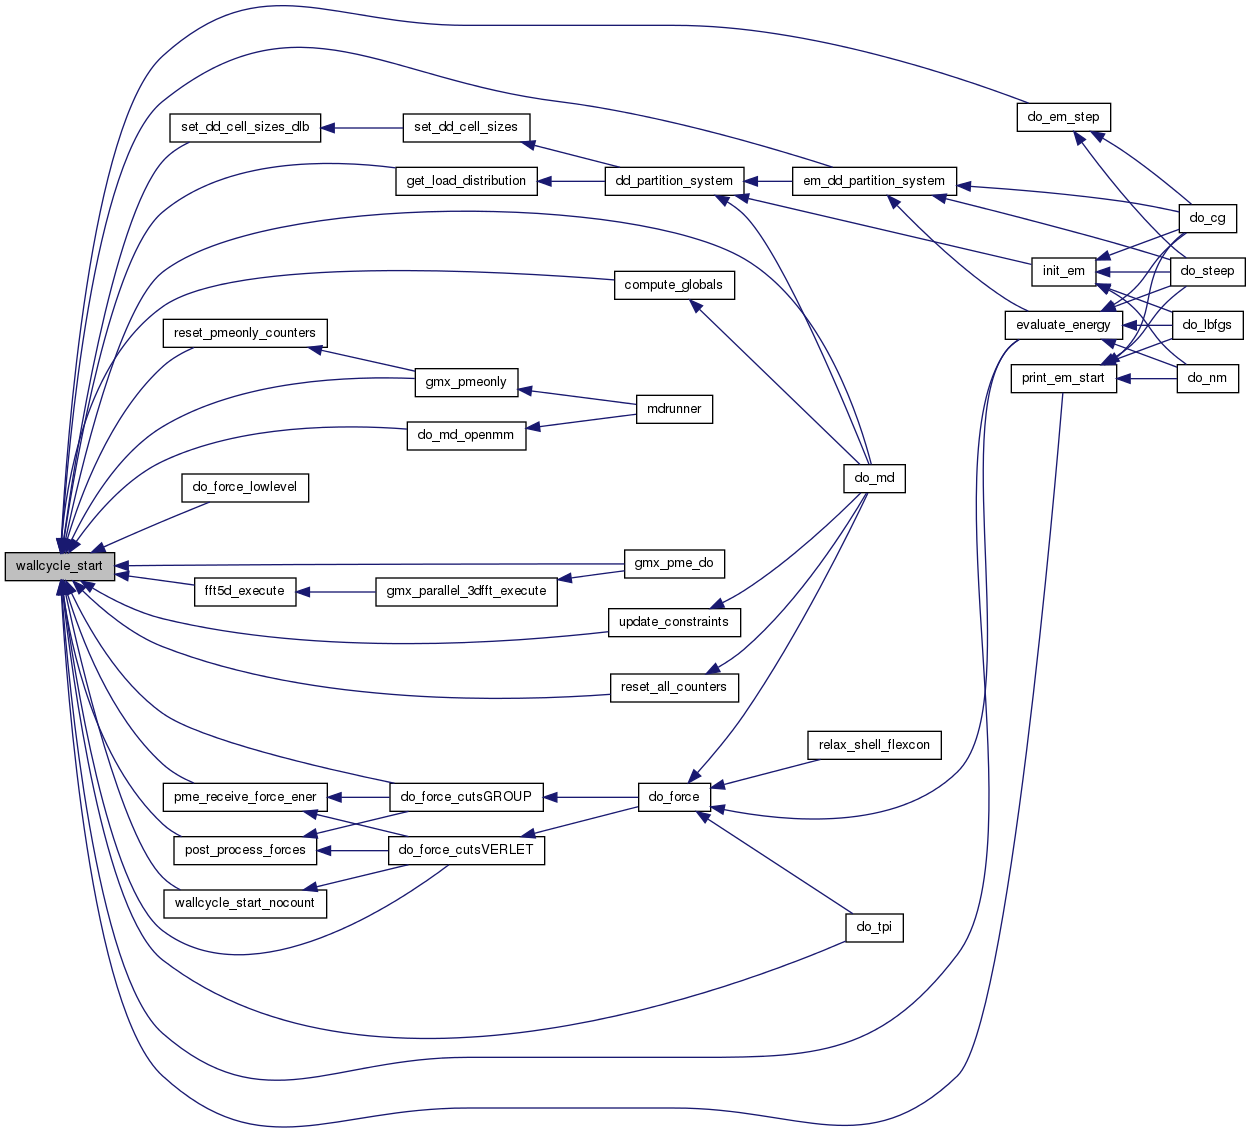 do_em_step
set_dd_cell_sizes_dlb
set_dd_cell_sizes
get_load_distribution
dd_partition_system
em_dd_partition_system
do_cg
init_em
do_steep
compute_globals
evaluate_energy
do_lbfgs
reset_pmeonly_counters
print_em_start
do_nm
gmx_pmeonly
mdrunner
do_md_openmm
do_md
do_force_lowlevel
wallcycle_start
gmx_pme_do
fft5d_execute
gmx_parallel_3dfft_execute
update_constraints
reset_all_counters
relax_shell_flexcon
pme_receive_force_ener
do_force_cutsGROUP
do_force
post_process_forces
do_force_cutsVERLET
wallcycle_start_nocount
do_tpi